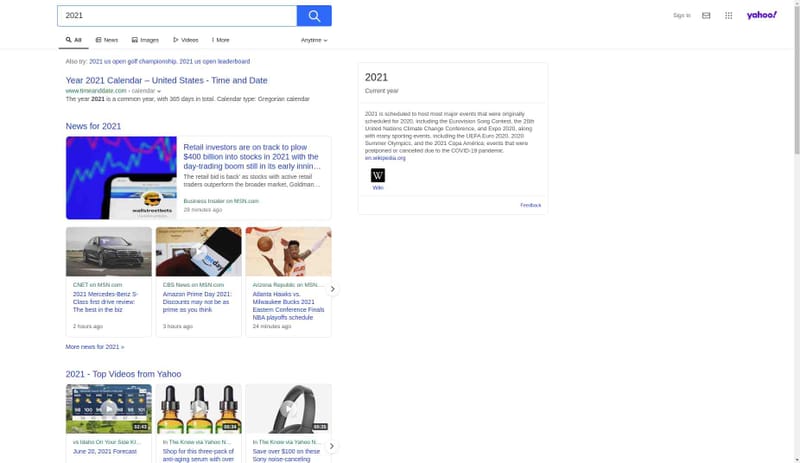 2021
Sign In
yahoo!
All
News
Images
Videos
More
Anytime
Also try: 2021 us open golf championship, 2021 us open leaderboard
Year 2021 Calendar – United States - Time and Date
www.timeanddate.com › calendar
The year 2021 is a common year, with 365 days in total. Calendar type: Gregorian calendar
News for 2021
Retail investors are on track to plow
$400 billion into stocks in 2021 with the
day-trading boom still in its early innin...
'The retail bid is back' as stocks with active retail
traders outperform the broader market, Goldman...
Business Insider on MSN.com
28 minutes ago
wallstreetbets
CNET on MSN.com
2021 Mercedes-Benz S-
Class first drive review:
The best in the biz
2 hours ago
CBS News on MSN.com
Amazon Prime Day 2021:
Discounts may not be as
prime as you think
3 hours ago
Arizona Republic on MSN...
Atlanta Hawks vs.
Milwaukee Bucks 2021
Eastern Conference Finals
NBA playoffs schedule
24 minutes ago
More news for 2021 »
2021 - Top Videos from Yahoo
98 100 96 98 98 101
02:43
vs Idaho On Your Side KI...
June 20, 2021 Forecast
00:34
In The Know via Yahoo N...
Shop for this three-pack of
anti-aging serum with over
00:35
In The Know via Yahoo N...
Save over $100 on these
Sony noise-canceling
2021
Current year
2021 is scheduled to host most major events that were originally
scheduled for 2020, including the Eurovision Song Contest, the 26th
United Nations Climate Change Conference, and Expo 2020, along
with many sporting events, including the UEFA Euro 2020, 2020
Summer Olympics, and the 2021 Copa América; events that were
postponed or cancelled due to the COVID-19 pandemic.
en.wikipedia.org
W
Wiki
Feedback